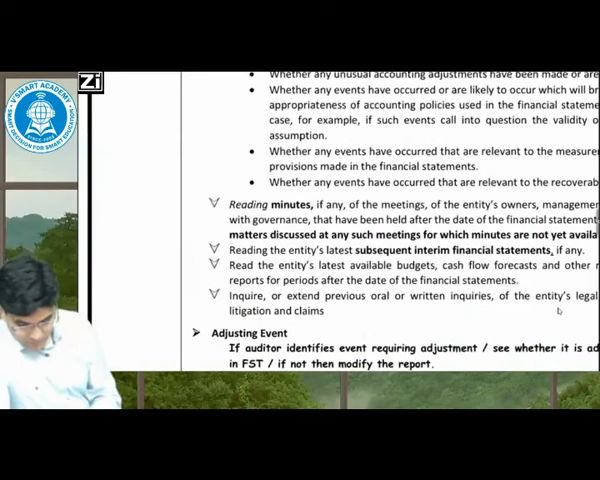 V'SMART ACADEMY
SMART DECISION FOR SMART EDUCATION
SINCE 2003
Zi
• Whether any unusual accounting adjustments have been made or are
• Whether any events have occurred or are likely to occur which will br
appropriateness of accounting policies used in the financial stateme
case, for example, if such events call into question the validity o
assumption.
• Whether any events have occurred that are relevant to the measure
provisions made in the financial statements.
• Whether any events have occurred that are relevant to the recoverab
Reading minutes, if any, of the meetings, of the entity's owners, managemer
with governance, that have been held after the date of the financial statement
matters discussed at any such meetings for which minutes are not yet availa
Reading the entity's latest subsequent interim financial statements, if any.
Read the entity's latest available budgets, cash flow forecasts and other r
reports for periods after the date of the financial statements.
Inquire, or extend previous oral or written inquiries, of the entity's legal
litigation and claims
➢ Adjusting Event
If auditor identifies event requiring adjustment / see whether it is ad
in FST / if not then modify the report.